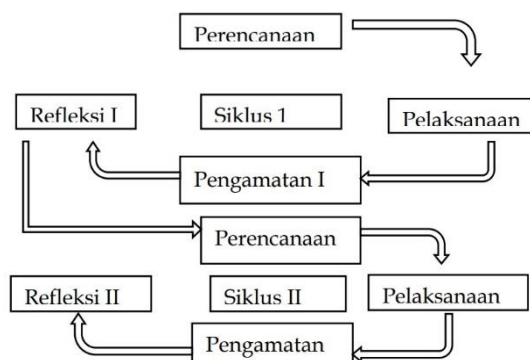 Perencanaan
Refleksi I
Siklus 1
Pelaksanaan
Pengamatan I
Perencanaan
Refleksi II
Siklus II
Pelaksanaan
Pengamatan